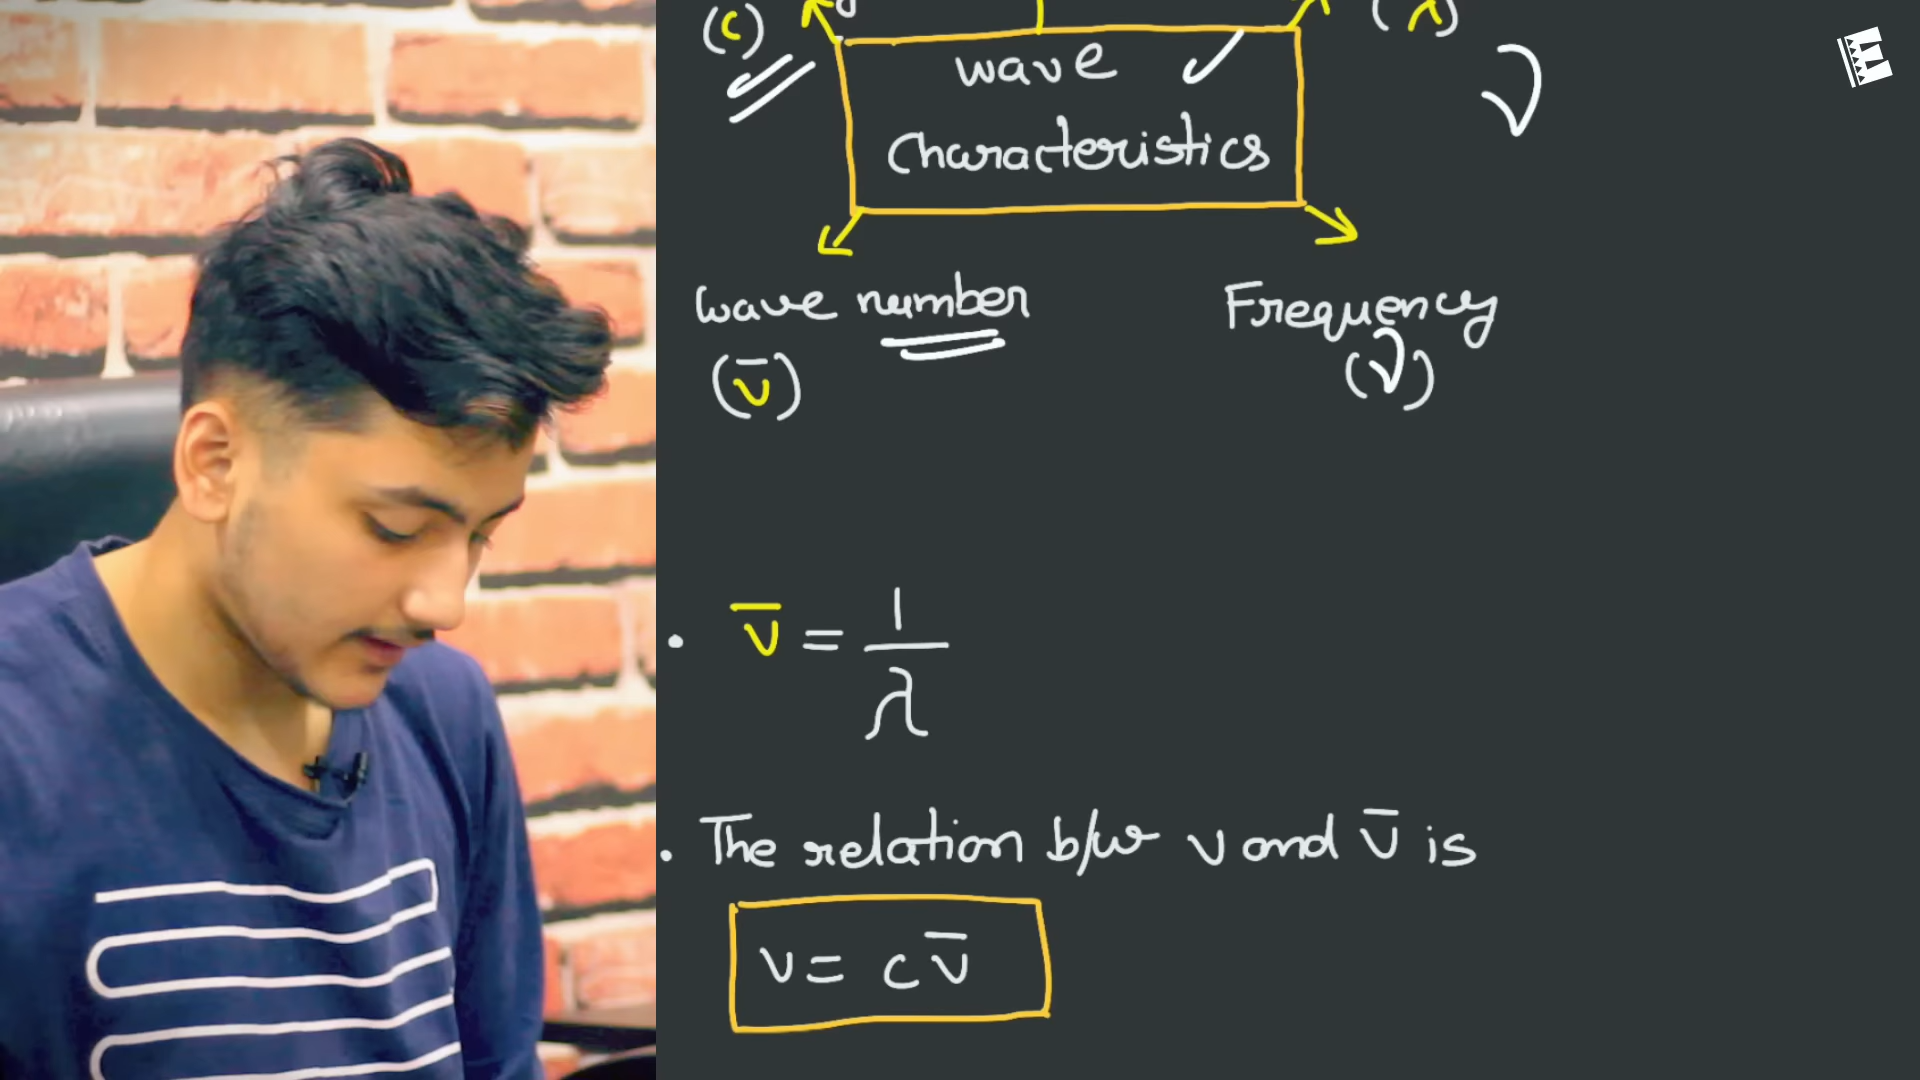 (c)
(λ)
wave
characteristics
ν
wave number
(ν̅)
Frequency
(ν)
• ν̅ = 1/λ
• The relation b/w ν and ν̅ is
ν = cν̅
E